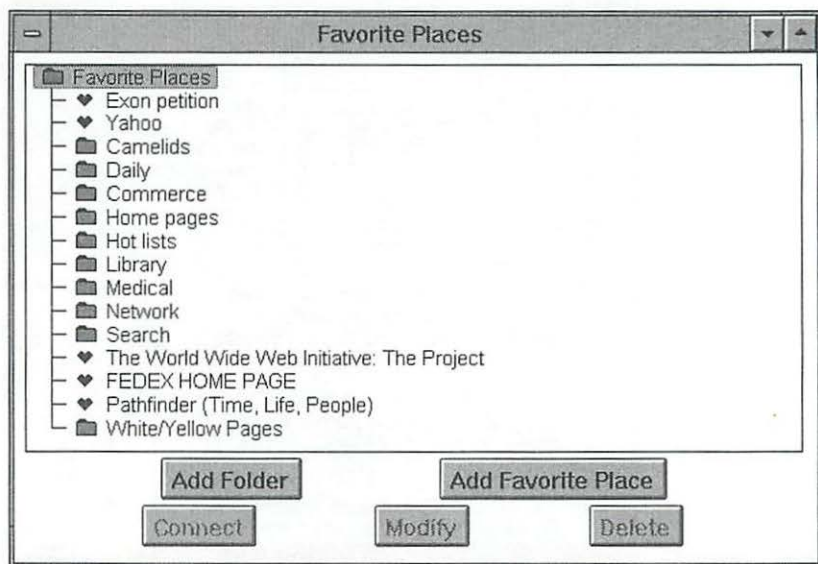 Favorite Places
Favorite Places
Exon petition
Yahoo
Camelids
Daily
Commerce
Home pages
Hot lists
Library
Medical
Network
Search
The World Wide Web Initiative: The Project
FEDEX HOME PAGE
Pathfinder (Time, Life, People)
White/Yellow Pages
Add Folder Add Favorite Place
Connect Modify Delete